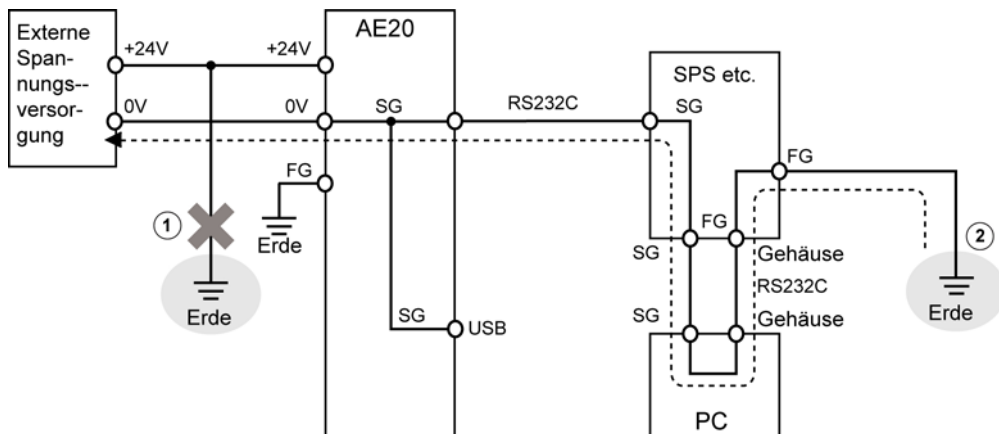 Externe
Span-
nungs--
versor-
gung
+24V
+24V
0V
0V
AE20
SG
FG
Erde
1
Erde
SG
USB
RS232C
SPS etc.
SG
FG
FG
SG
Gehäuse
RS232C
SG
Gehäuse
PC
2
Erde